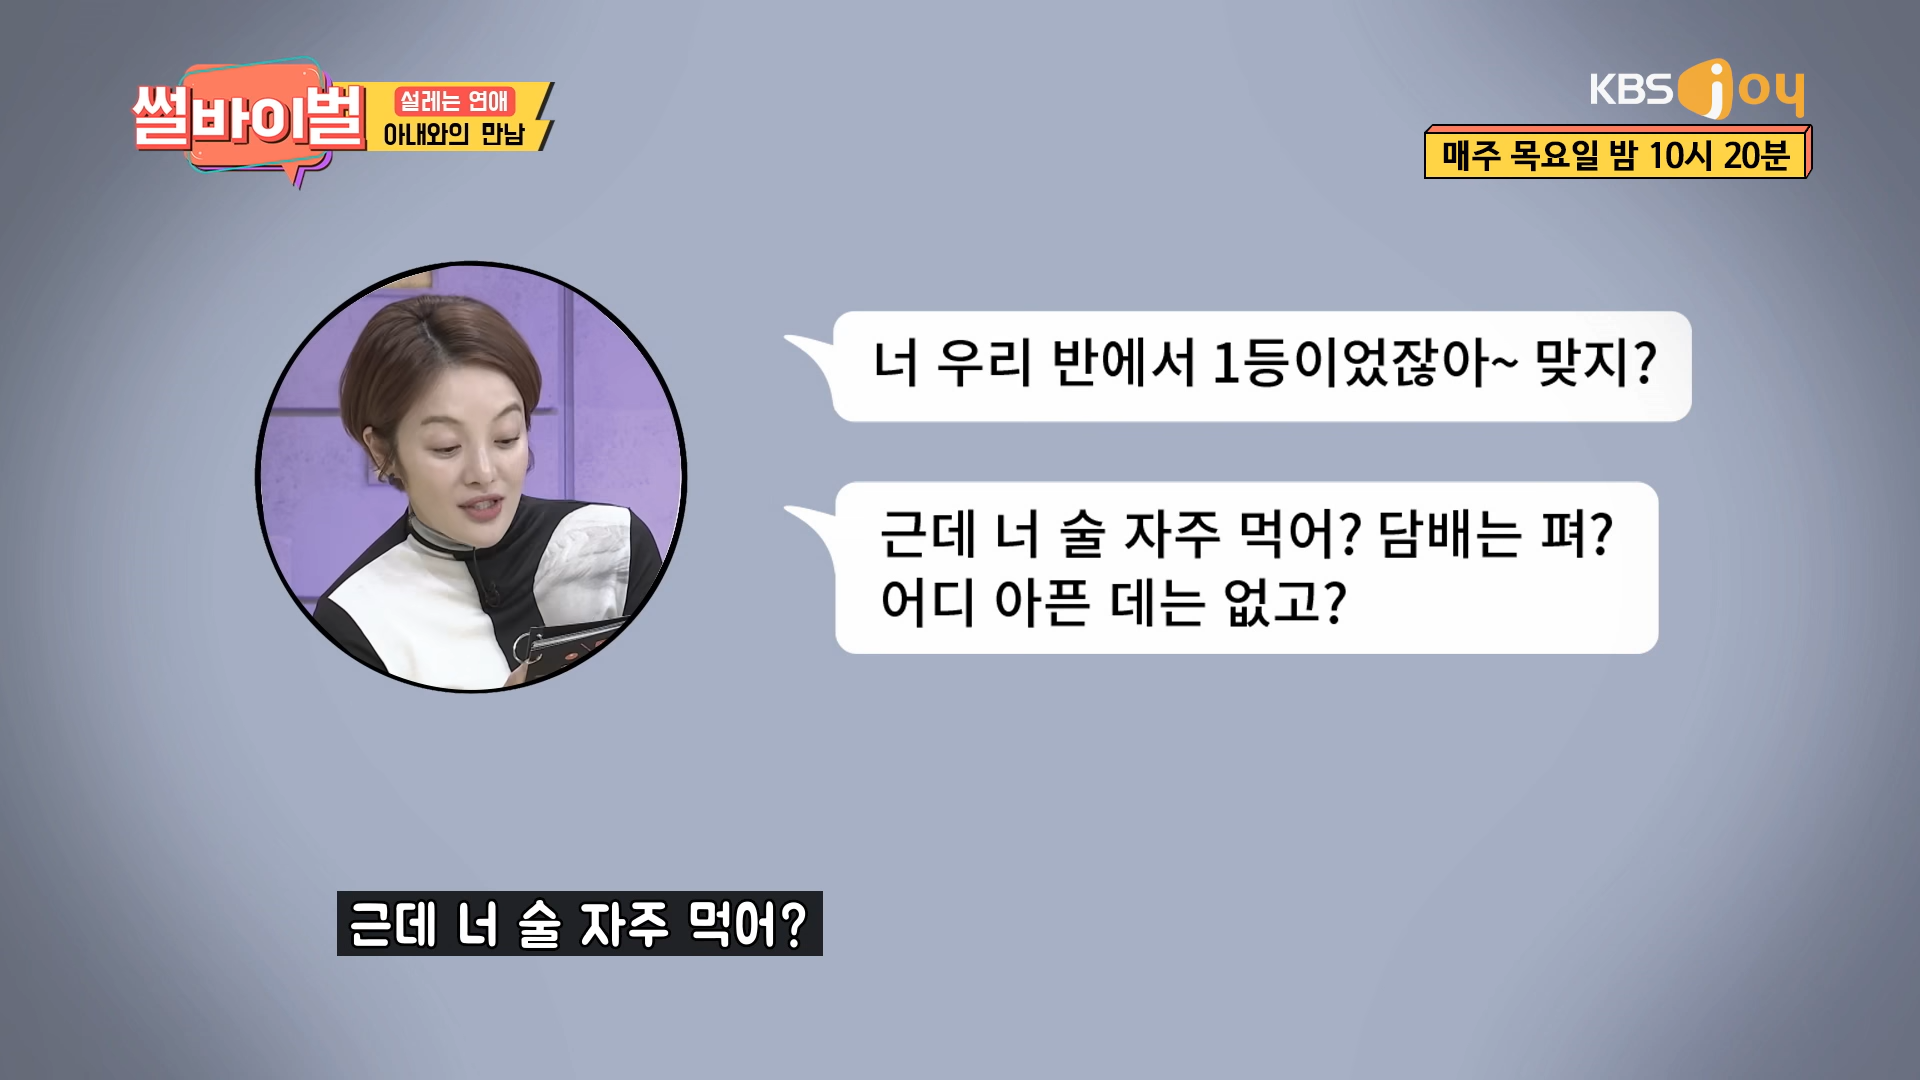 썰바이벌
설레는 연애
아내와의 만남
KBS joy
매주 목요일 밤 10시 20분
너 우리 반에서 1등이었잖아~ 맞지?
근데 너 술 자주 먹어? 담배는 펴?
어디 아픈 데는 없고?
근데 너 술 자주 먹어?